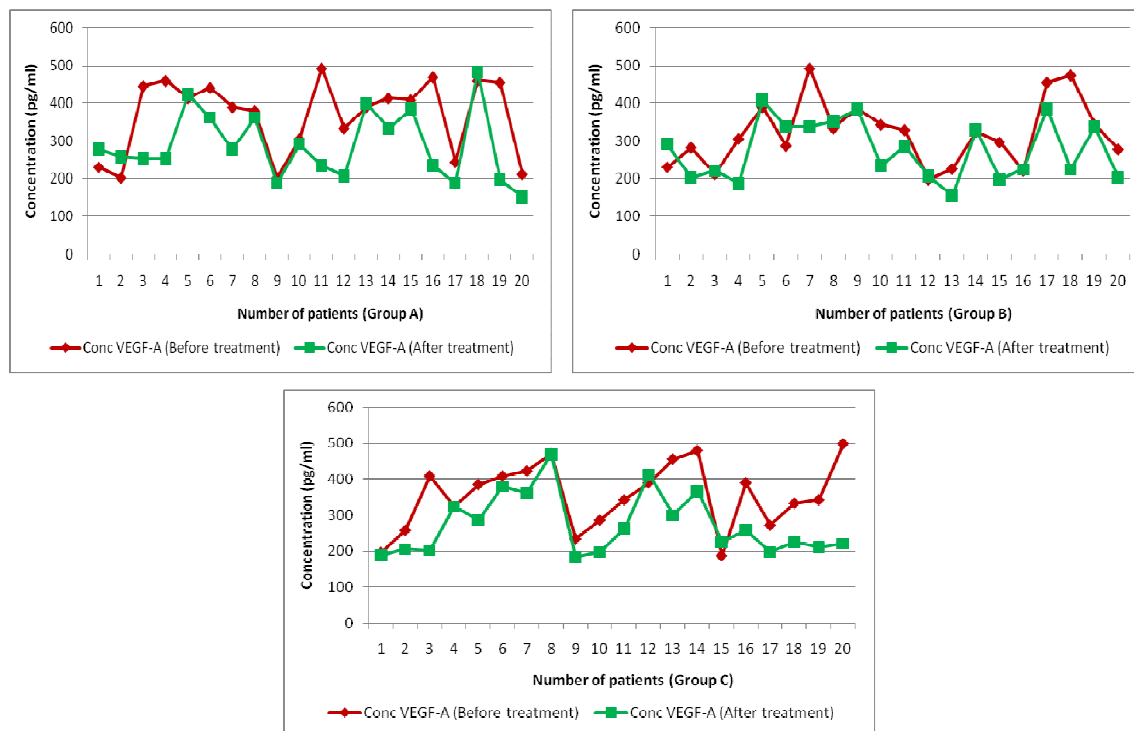 600
500
400
300
200
100
0
Concentration (pg/ml)
1 2 3 4 5 6 7 8 9 10 11 12 13 14 15 16 17 18 19 20
Number of patients (Group A)
Conc VEGF-A (Before treatment) Conc VEGF-A (After treatment)
600
500
400
300
200
100
0
Concentration (pg/ml)
1 2 3 4 5 6 7 8 9 10 11 12 13 14 15 16 17 18 19 20
Number of patients (Group B)
Conc VEGF-A (Before treatment) Conc VEGF-A (After treatment)
600
500
400
300
200
100
0
Concentration (pg/ml)
1 2 3 4 5 6 7 8 9 10 11 12 13 14 15 16 17 18 19 20
Number of patients (Group C)
Conc VEGF-A (Before treatment) Conc VEGF-A (After treatment)